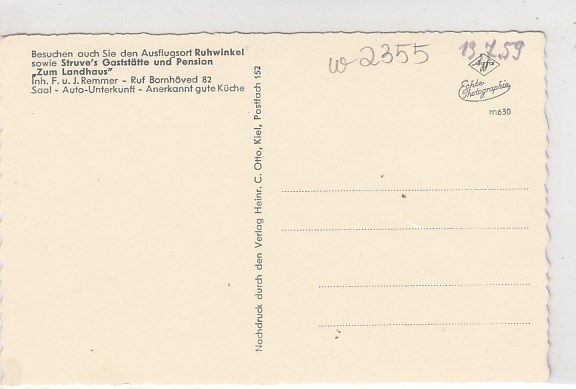 Besuchen auch Sie den Ausflugsort Ruhwinkel
sowie Struve's Gaststätte und Pension
„Zum Landhaus"
Inh. F. u. J. Remmer - Ruf Bornhöved 82
Saal - Auto-Unterkunft - Anerkannt gute Küche
w 2355
19.7.59
Agfa
Echte
Photographie
m630
Nachdruck durch den Verlag Heinr. C. Otto, Kiel, Postfach 152